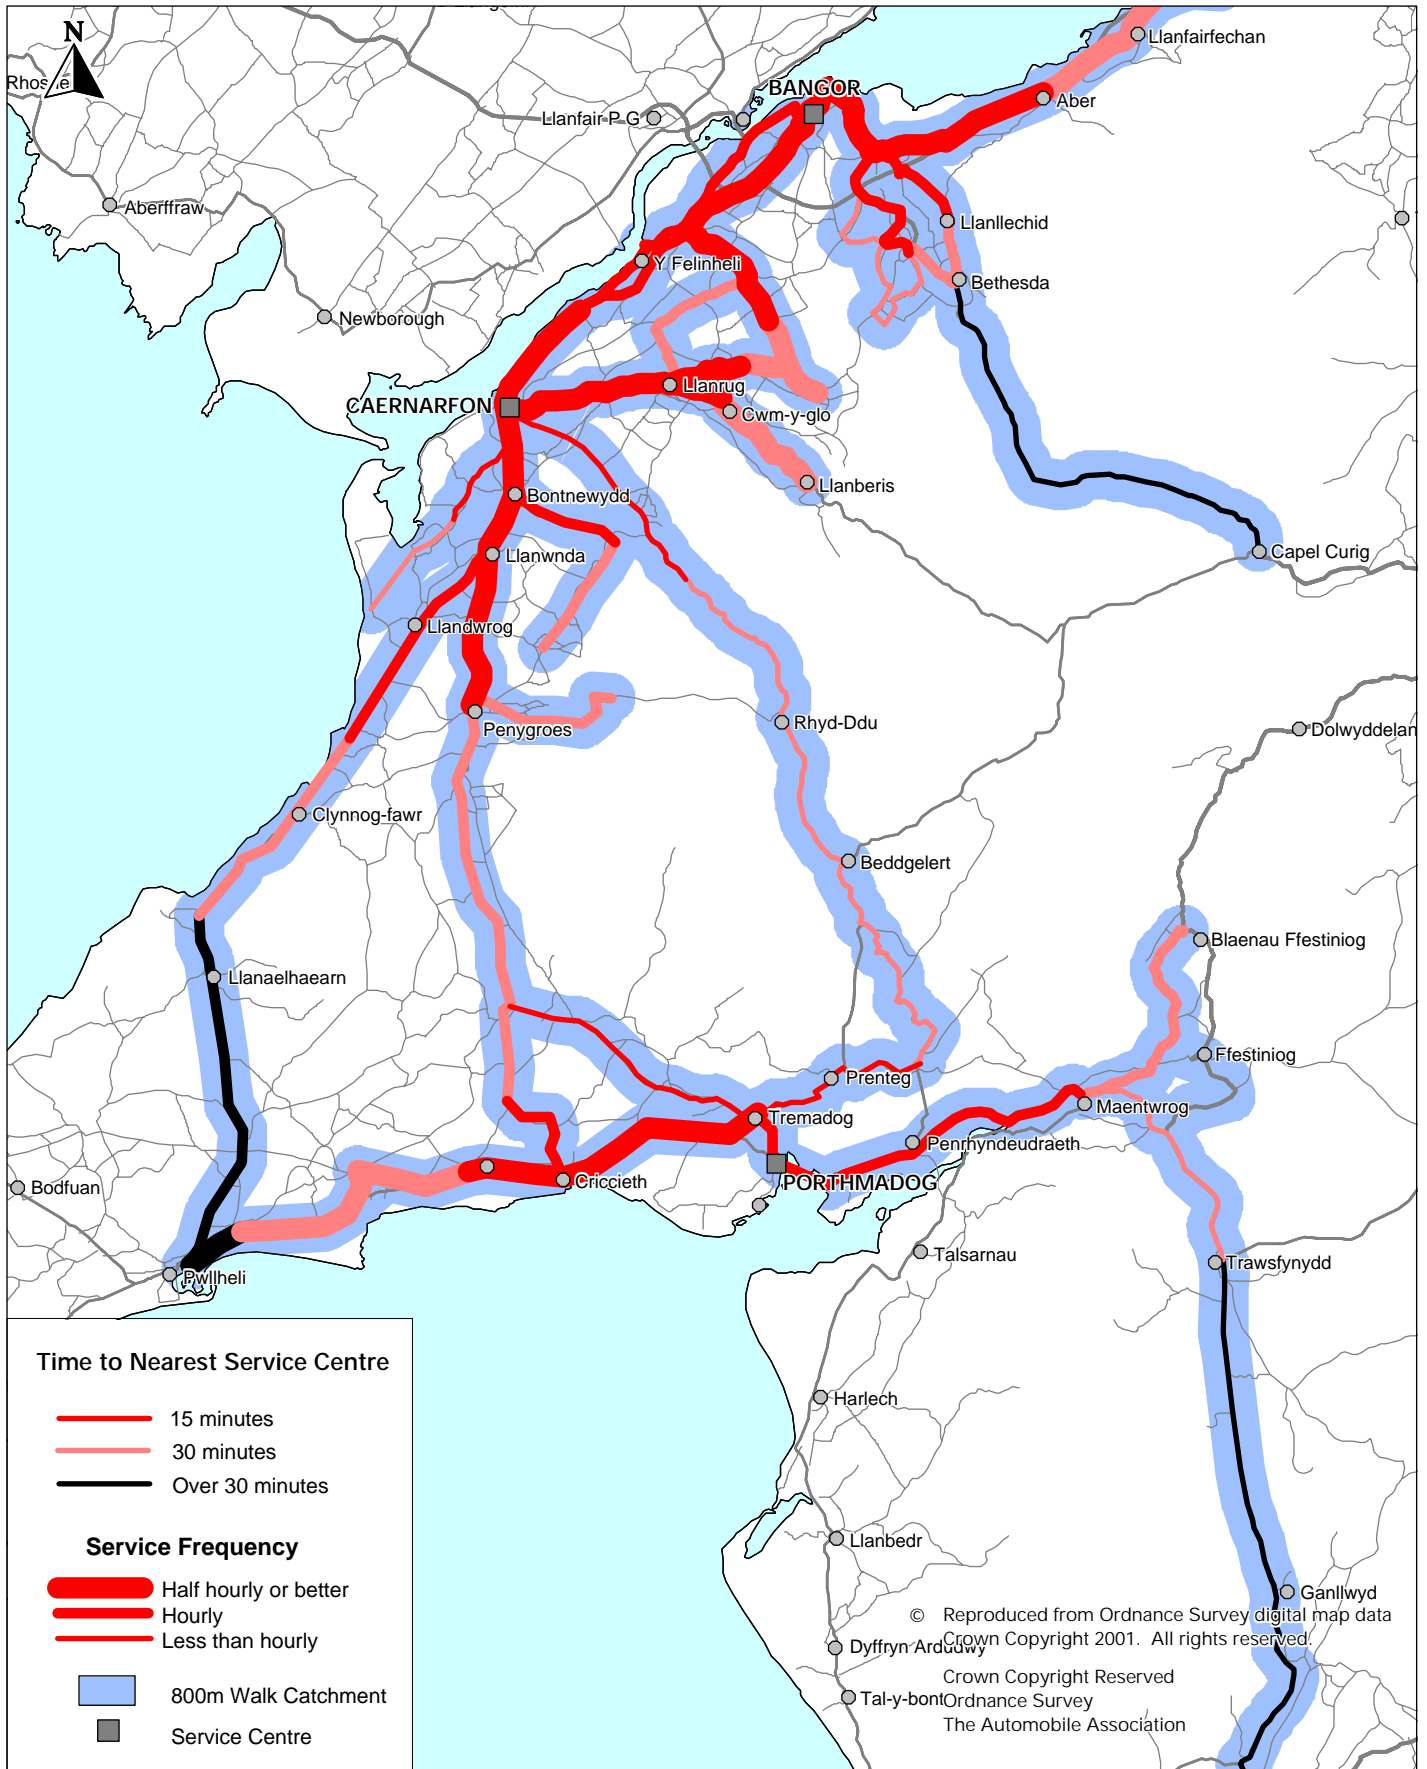 N
Rhos
Llanfairfechan
BANGOR
Aber
Llanfair P G
Aberffraw
Llanllechid
Y Felinheli
Bethesda
Newborough
Llanrug
CAERNARFON
Cwm-y-glo
Llanberis
Bontnewydd
Capel Curig
Llanwnda
Llandwrog
Rhyd-Ddu
Penygroes
Dolwyddelan
Clynnog-fawr
Beddgelert
Blaenau Ffestiniog
Llanaelhaearn
Ffestiniog
Prenteg
Maentwrog
Tremadog
Penrhyndeudraeth
Criccieth
PORTHMADOG
Bodfuan
Talsarnau
Trawsfynydd
Pwllheli
Harlech
Llanbedr
Ganllwyd
Dyffryn Ardudwy
Tal-y-bont
Time to Nearest Service Centre
15 minutes
30 minutes
Over 30 minutes
Service Frequency
Half hourly or better
Hourly
Less than hourly
800m Walk Catchment
Service Centre
© Reproduced from Ordnance Survey digital map data
Crown Copyright 2001. All rights reserved.
Crown Copyright Reserved
Ordnance Survey
The Automobile Association